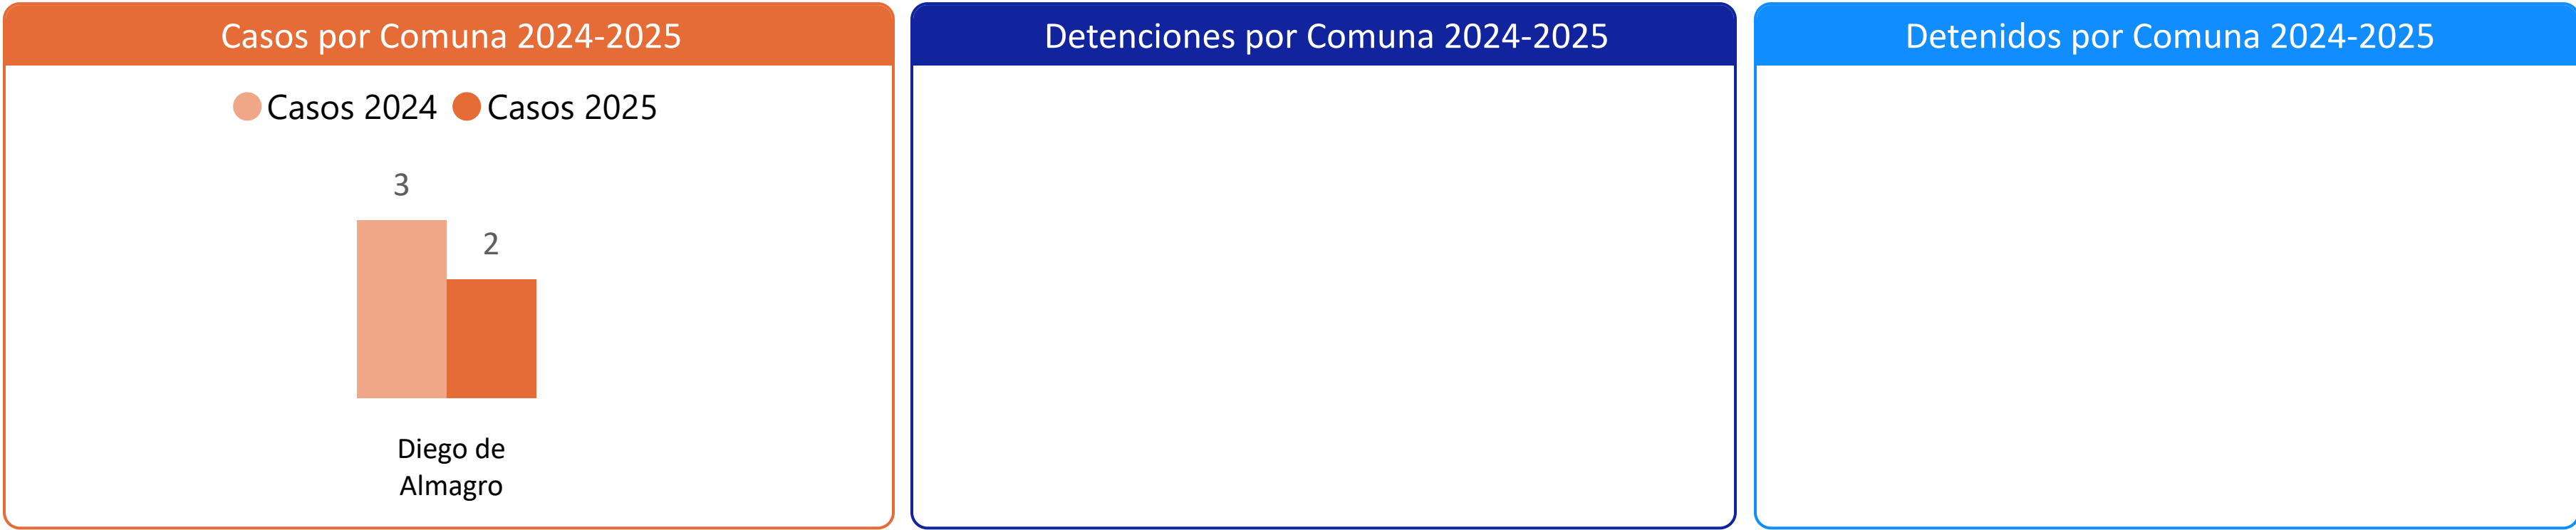 Casos por Comuna 2024-2025
Casos 2024 Casos 2025
3
2
Diego de
Almagro
Detenciones por Comuna 2024-2025
Detenidos por Comuna 2024-2025